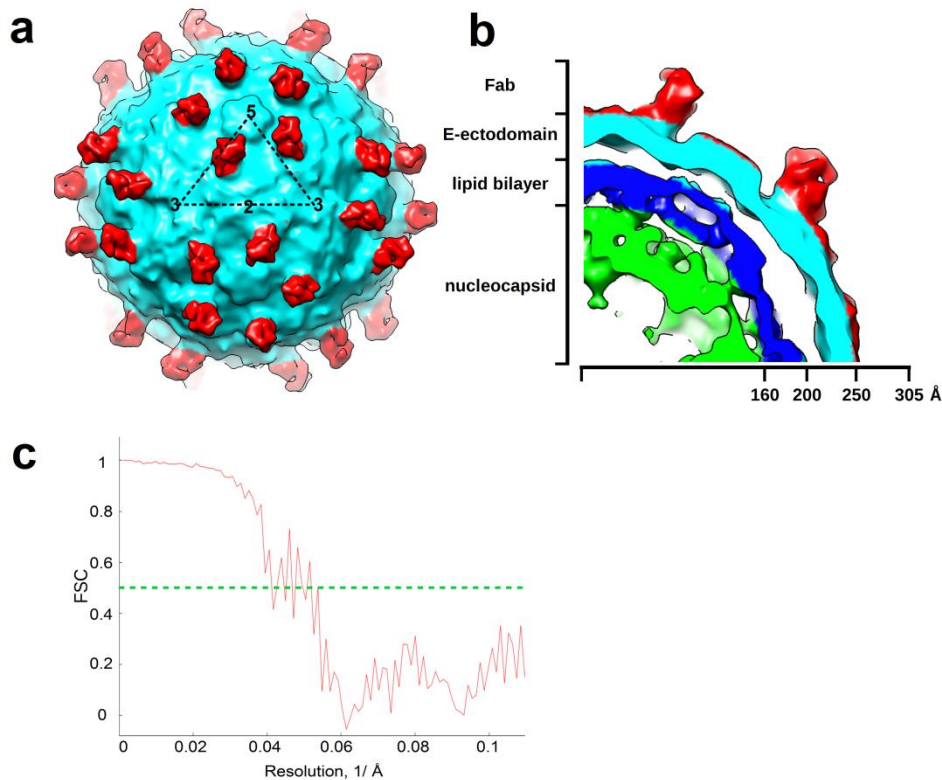 a
5
3 2 3
b
Fab
E-ectodomain
lipid bilayer
nucleocapsid
160 200 250 305 Å
c
1
0.8
0.6
0.4
0.2
0
FSC
0 0.02 0.04 0.06 0.08 0.1
Resolution, 1/ Å